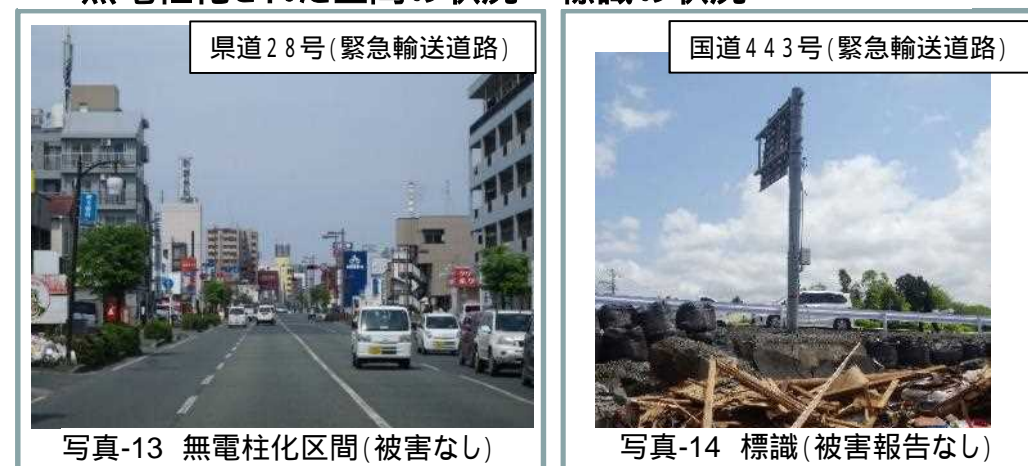 無電柱化された区間の状況　標識の状況
県道28号(緊急輸送道路)
国道443号(緊急輸送道路)
写真-13 無電柱化区間(被害なし)
写真-14 標識(被害報告なし)